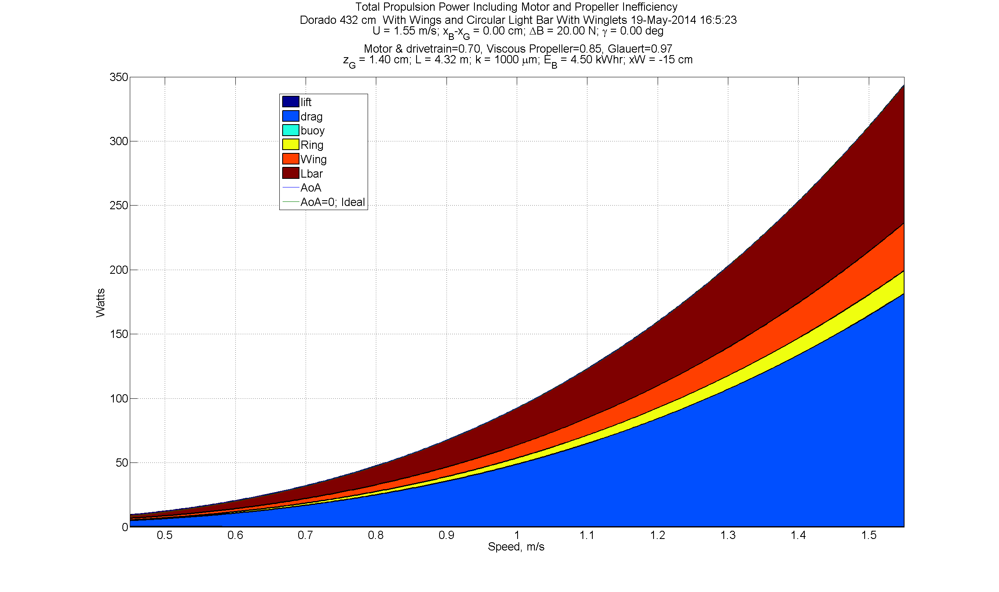 Total Propulsion Power Including Motor and Propeller Inefficiency
Dorado 432 cm  With Wings and Circular Light Bar With Winglets 19-May-2014 16:5:23
U = 1.55 m/s; x_B-x_G = 0.00 cm; ΔB = 20.00 N; γ = 0.00 deg
Motor & drivetrain=0.70, Viscous Propeller=0.85, Glauert=0.97
z_G = 1.40 cm; L = 4.32 m; k = 1000 μm; E_B = 4.50 kWhr; xW = -15 cm
350
300
250
200
150
100
50
0
Watts
lift
drag
buoy
Ring
Wing
Lbar
AoA
AoA=0; Ideal
0.5 0.6 0.7 0.8 0.9 1 1.1 1.2 1.3 1.4 1.5
Speed, m/s